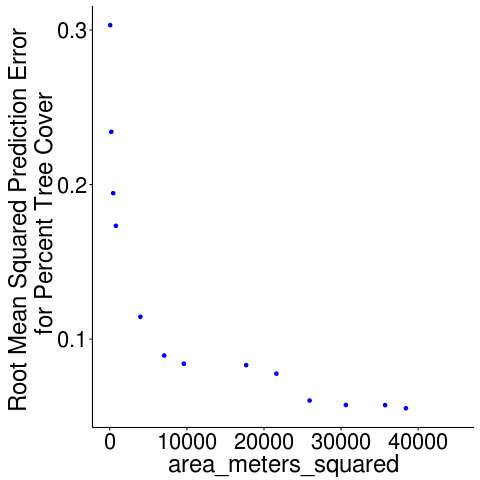 Root Mean Squared Prediction Error
for Percent Tree Cover
0.3
0.2
0.1
0 10000 20000 30000 40000
area_meters_squared